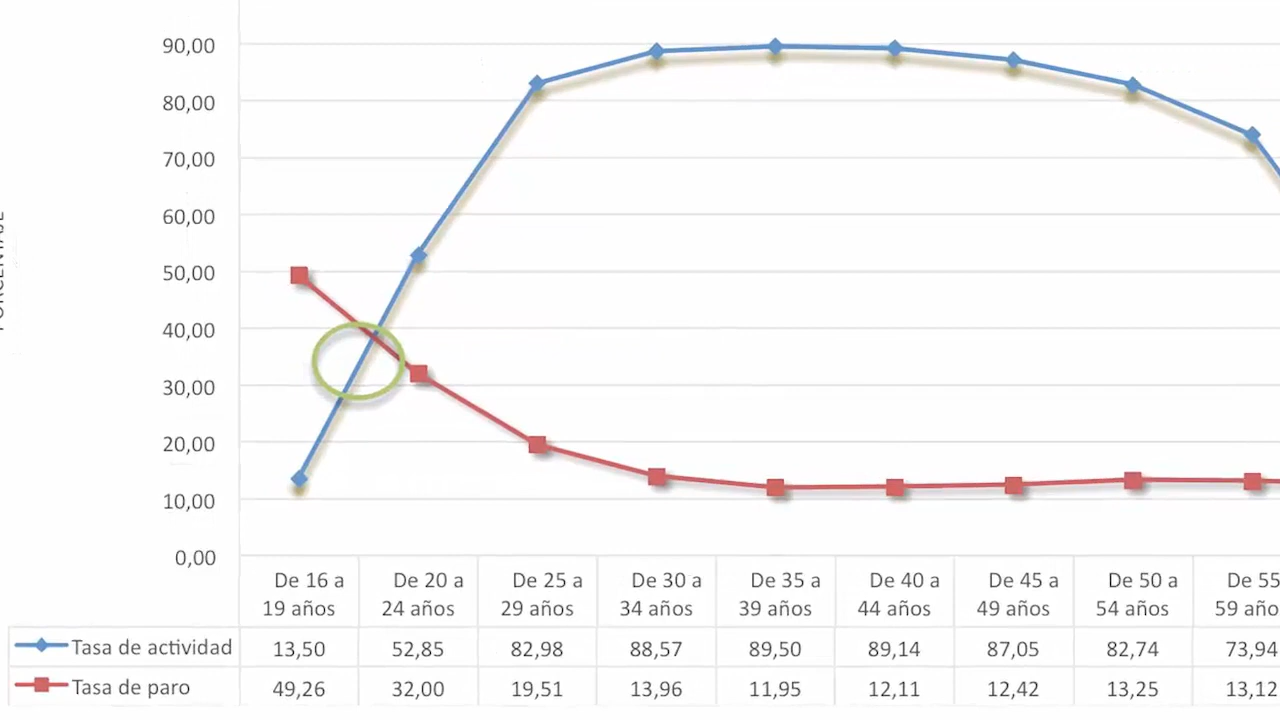 90,00
80,00
70,00
60,00
50,00
40,00
30,00
20,00
10,00
0,00
De 16 a De 20 a De 25 a De 30 a De 35 a De 40 a De 45 a De 50 a De 55
19 años 24 años 29 años 34 años 39 años 44 años 49 años 54 años 59
Tasa de actividad 13,50 52,85 82,98 88,57 89,50 89,14 87,05 82,74 73,94
Tasa de paro 49,26 32,00 19,51 13,96 11,95 12,11 12,42 13,25 13,12